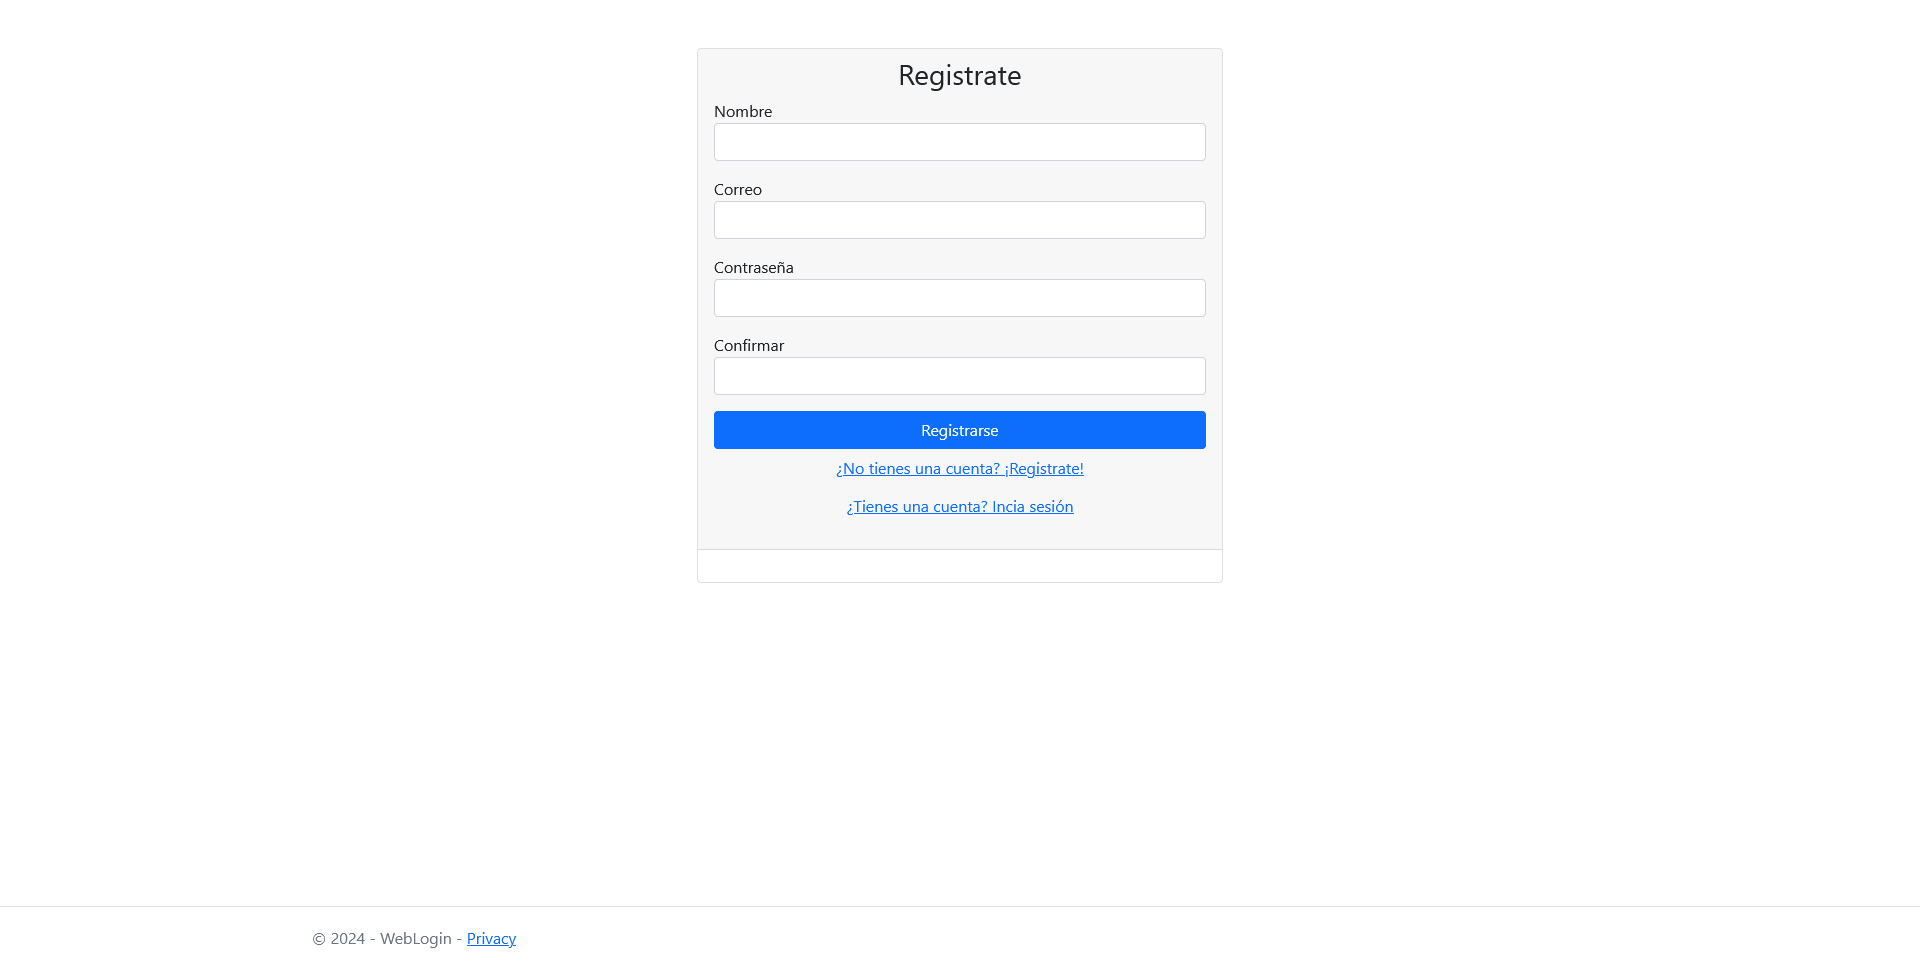 Registrate
Nombre
Correo
Contraseña
Confirmar
Registrarse
¿No tienes una cuenta? ¡Registrate!
¿Tienes una cuenta? Incia sesión
© 2024 - WebLogin - Privacy